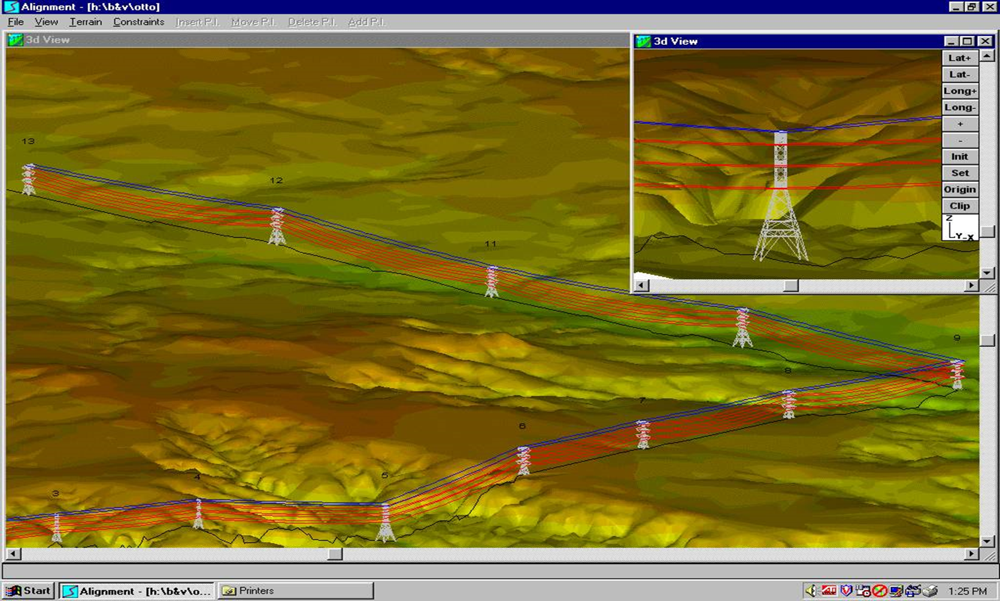 Alignment - [h:\b&v\otto]
File View Terrain Constraints Insert P.I. Move P.I. Delete P.I. Add P.I.
3d View
3d View
Lat+
Lat-
Long+
Long-
+
-
Init
Set
Origin
Clip
Z
Y X
13
12
11
9
8
7
6
5
4
3
Start Alignment - [h:\b&v\o... Printers 1:25 PM